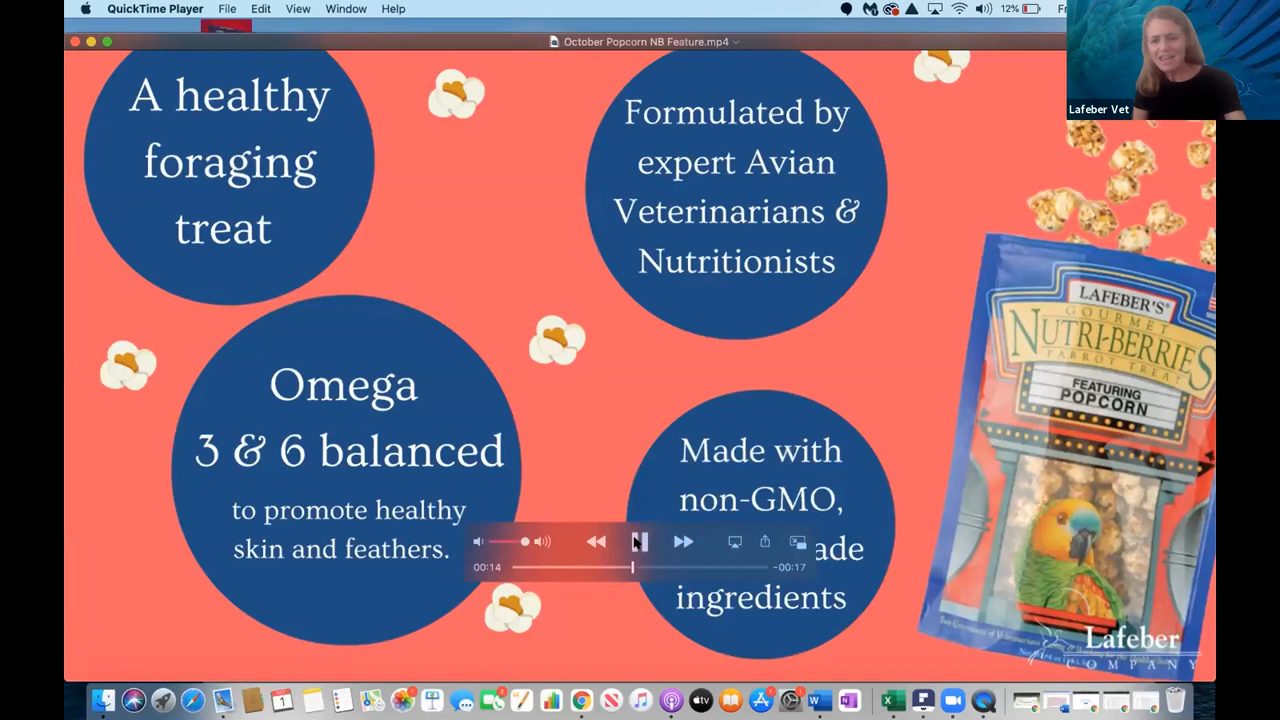 QuickTime Player File Edit View Window Help
12%
October Popcorn NB Feature.mp4
Lafeber Vet
A healthy
foraging
treat
Formulated by
expert Avian
Veterinarians &
Nutritionists
Omega
3 & 6 balanced
to promote healthy
skin and feathers.
Made with
non-GMO,
ingredients
00:14
-00:17
LAFEBER'S
GOURMET
NUTRI-BERRIES
PARROT TREAT
FEATURING
POPCORN
Lafeber
COMPANY